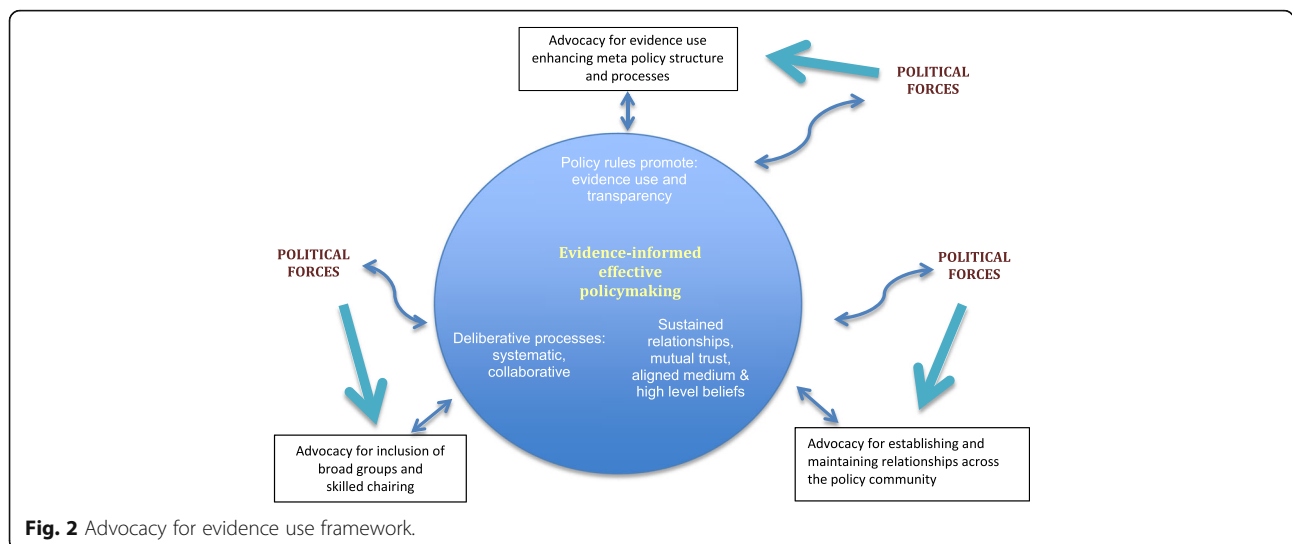 Advocacy for evidence use
enhancing meta policy structure
and processes
POLITICAL
FORCES
Policy rules promote:
evidence use and
transparency
Evidence-informed
effective
policymaking
POLITICAL
FORCES
POLITICAL
FORCES
Deliberative processes:
systematic,
collaborative
Sustained
relationships,
mutual trust,
aligned medium &
high level beliefs
Advocacy for inclusion of
broad groups and
skilled chairing
Advocacy for establishing and
maintaining relationships across
the policy community
Fig. 2 Advocacy for evidence use framework.